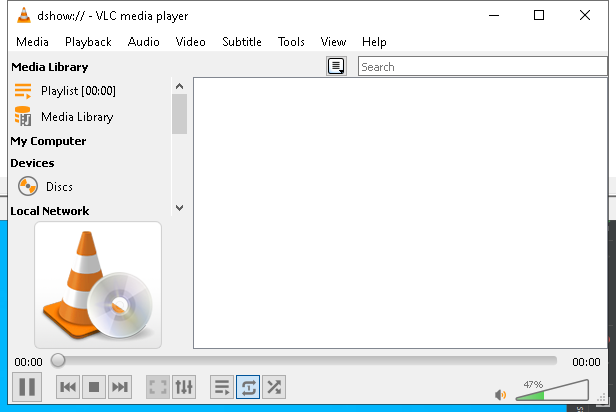 dshow:// - VLC media player
Media Playback Audio Video Subtitle Tools View Help
Media Library
Search
Playlist [00:00]
Media Library
My Computer
Devices
Discs
Local Network
00:00
00:00
47%